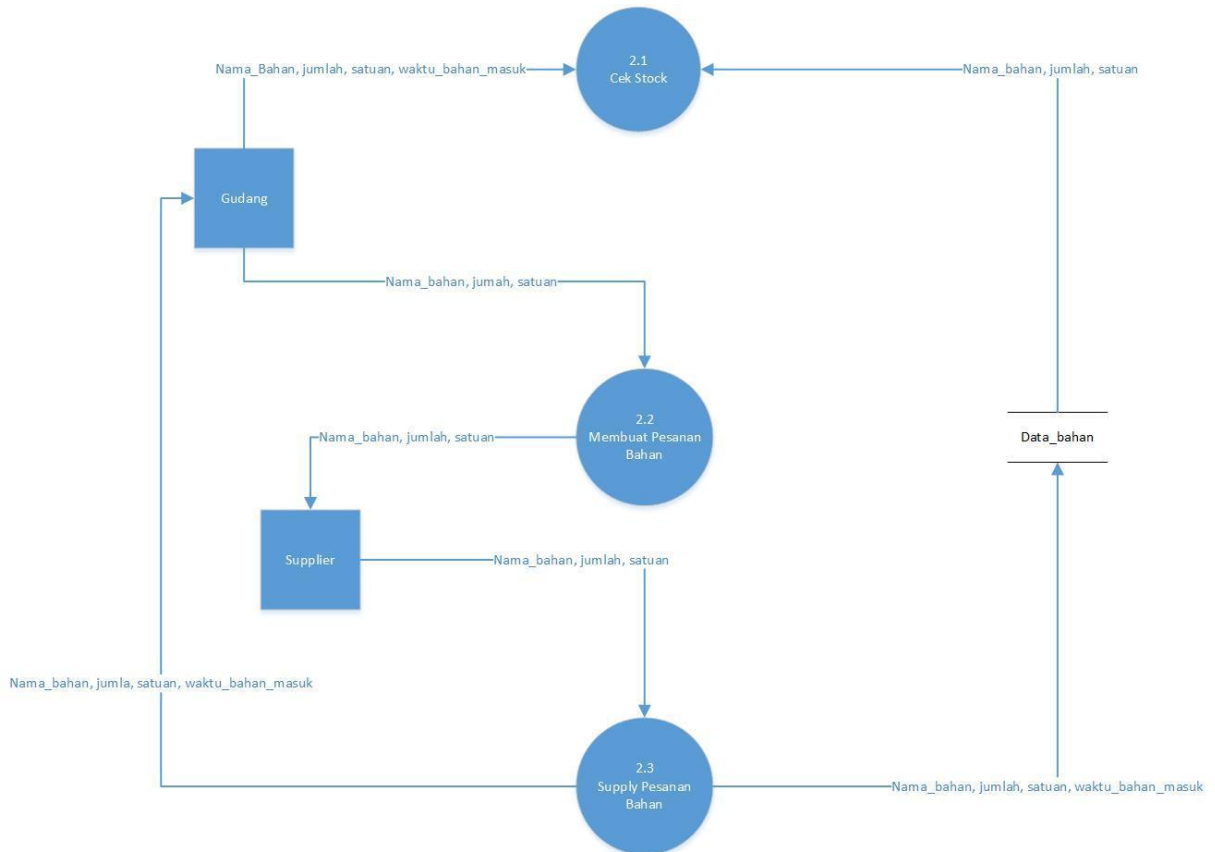 2.1
Cek Stock
Nama_Bahan, jumlah, satuan, waktu_bahan_masuk
Nama_bahan, jumlah, satuan
Gudang
Nama_bahan, jumah, satuan
2.2
Membuat Pesanan
Bahan
Nama_bahan, jumlah, satuan
Data_bahan
Supplier
Nama_bahan, jumlah, satuan
Nama_bahan, jumla, satuan, waktu_bahan_masuk
2.3
Supply Pesanan
Bahan
Nama_bahan, jumlah, satuan, waktu_bahan_masuk